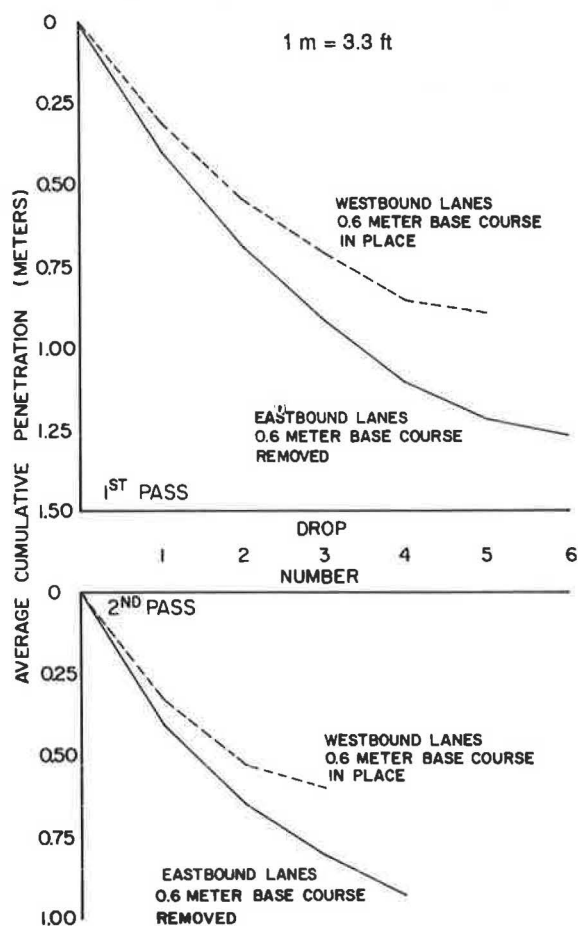 1 m = 3.3 ft
AVERAGE CUMULATIVE PENETRATION (METERS)
0
0.25
0.50
0.75
1.00
1.25
1.50
WESTBOUND LANES
0.6 METER BASE COURSE
IN PLACE
EASTBOUND LANES
0.6 METER BASE COURSE
REMOVED
1ST PASS
DROP
1 2 3 4 5 6
NUMBER
0
0.25
0.50
0.75
1.00
2ND PASS
WESTBOUND LANES
0.6 METER BASE COURSE
IN PLACE
EASTBOUND LANES
0.6 METER BASE COURSE
REMOVED